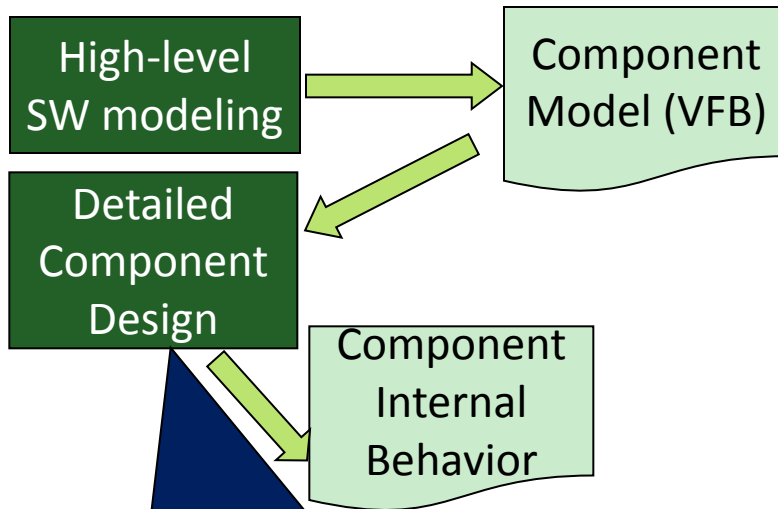 High-level
SW modeling
Component
Model (VFB)
Detailed
Component
Design
Component
Internal
Behavior